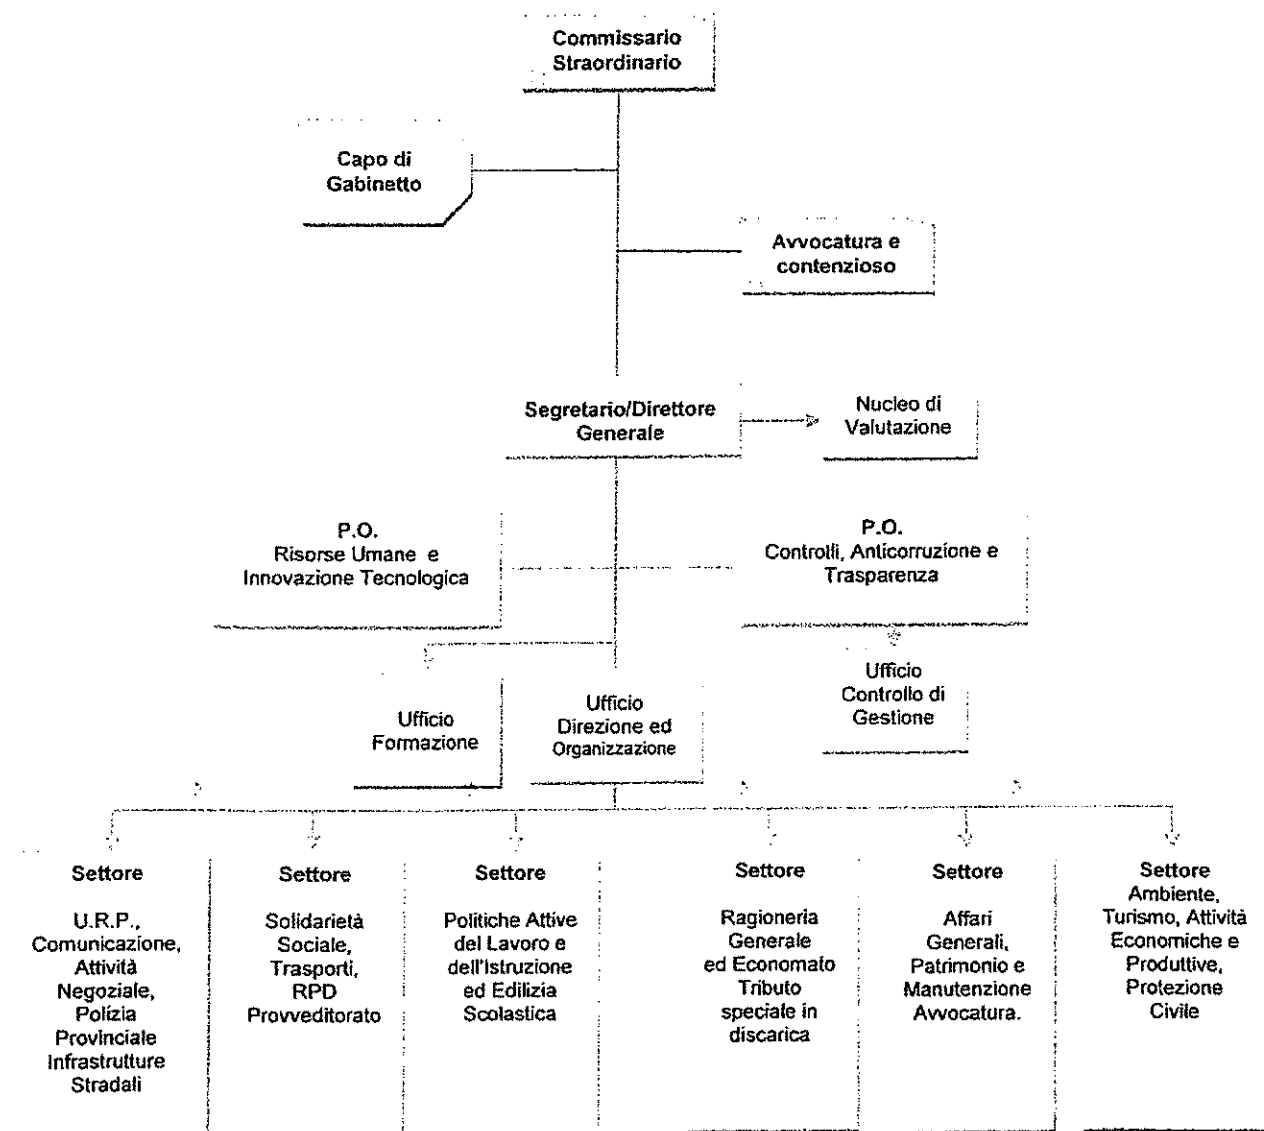 Commissario
Straordinario
Capo di
Gabinetto
Avvocatura e
contenzioso
Segretario/Direttore
Generale
Nucleo di
Valutazione
P.O.
Risorse Umane e
Innovazione Tecnologica
P.O.
Controlli, Anticorruzione e
Trasparenza
Ufficio
Formazione
Ufficio
Direzione ed
Organizzazione
Ufficio
Controllo di
Gestione
Settore
U.R.P.,
Comunicazione,
Attività
Negoziale,
Polizia
Provinciale
Infrastrutture
Stradali
Settore
Solidarietà
Sociale,
Trasporti,
RPD
Provveditorato
Settore
Politiche Attive
del Lavoro e
dell'Istruzione
ed Edilizia
Scolastica
Settore
Ragioneria
Generale
ed Economato
Tributo
speciale in
discarica
Settore
Affari
Generali,
Patrimonio e
Manutenzione
Avvocatura.
Settore
Ambiente,
Turismo, Attività
Economiche e
Produttive,
Protezione
Civile